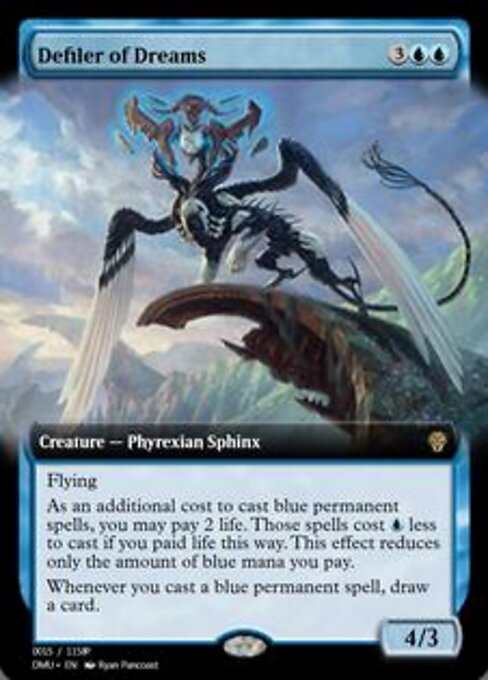 Defiler of Dreams 3
Creature — Phyrexian Sphinx
Flying
As an additional cost to cast blue permanent
spells, you may pay 2 life. Those spells cost less
to cast if you paid life this way. This effect reduces
only the amount of blue mana you pay.
Whenever you cast a blue permanent spell, draw
a card.
4/3
DMU • EN Ryan Pancoast